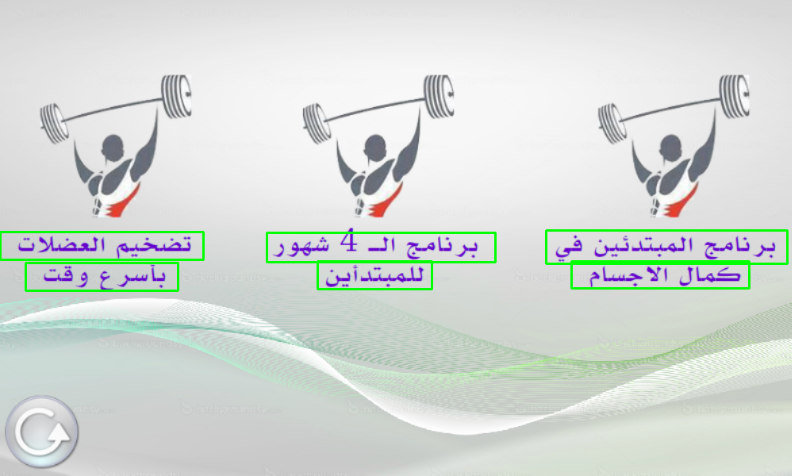 برنامج المبتدئين في
كمال الاجسام
برنامج الـ 4 شهور
للمبتدأين
تضخيم العضلات
بأسرع وقت